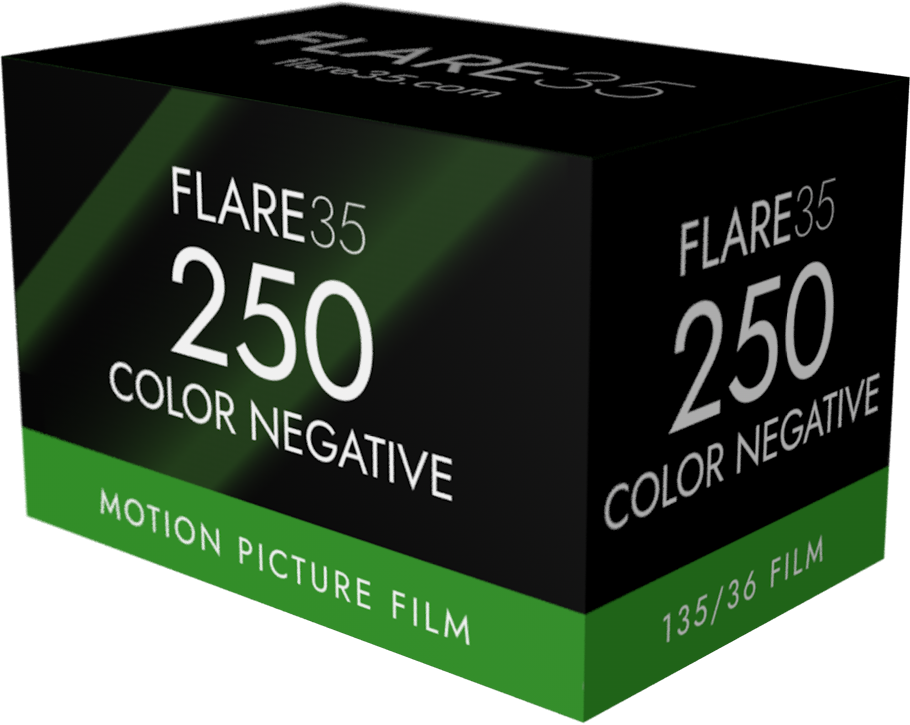 FLARE35
flare35.com
FLARE35
250
COLOR NEGATIVE
MOTION PICTURE FILM
FLARE35
250
COLOR NEGATIVE
135/36 FILM